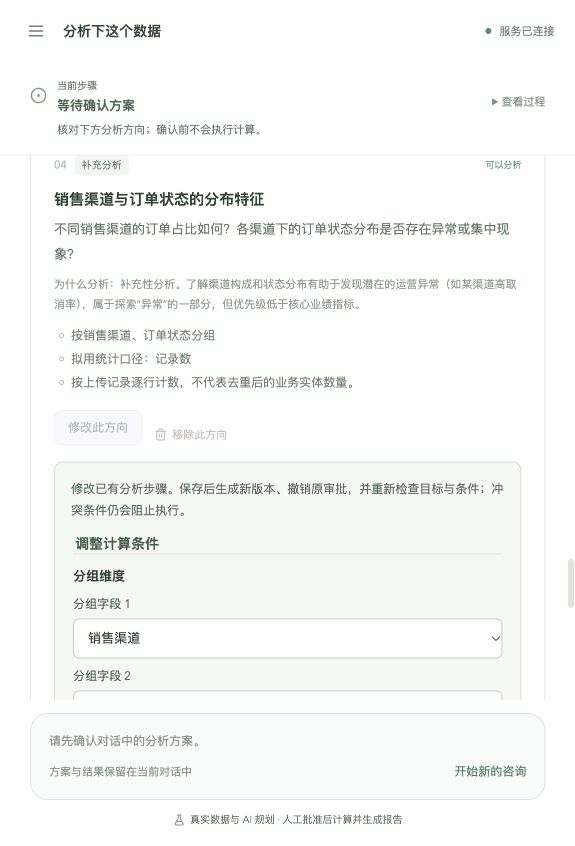 分析下这个数据
服务已连接
当前步骤
等待确认方案
核对下方分析方向；确认前不会执行计算。
查看过程
04 补充分析
可以分析
销售渠道与订单状态的分布特征
不同销售渠道的订单占比如何？各渠道下的订单状态分布是否存在异常或集中现
象？
为什么分析：补充性分析。了解渠道构成和状态分布有助于发现潜在的运营异常（如某渠道高取
消率），属于探索“异常”的一部分，但优先级低于核心业绩指标。
按销售渠道、订单状态分组
拟用统计口径：记录数
按上传记录逐行计数，不代表去重后的业务实体数量。
修改此方向
移除此方向
修改已有分析步骤。保存后生成新版本、撤销原审批，并重新检查目标与条件；冲
突条件仍会阻止执行。
调整计算条件
分组维度
分组字段 1
销售渠道
分组字段 2
请先确认对话中的分析方案。
方案与结果保留在当前对话中
开始新的咨询
真实数据与 AI 规划 · 人工批准后计算并生成报告